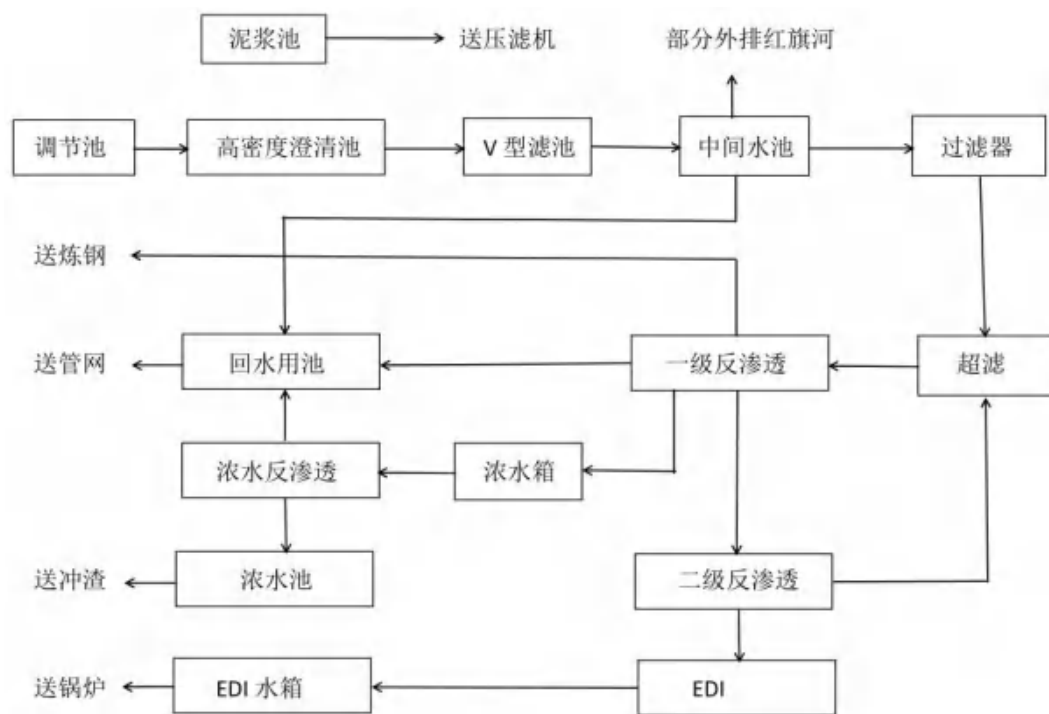 泥浆池
送压滤机
部分外排红旗河
调节池
高密度澄清池
V 型滤池
中间水池
过滤器
送炼钢
送管网
回水用池
一级反渗透
超滤
浓水反渗透
浓水箱
送冲渣
浓水池
二级反渗透
送锅炉
EDI 水箱
EDI